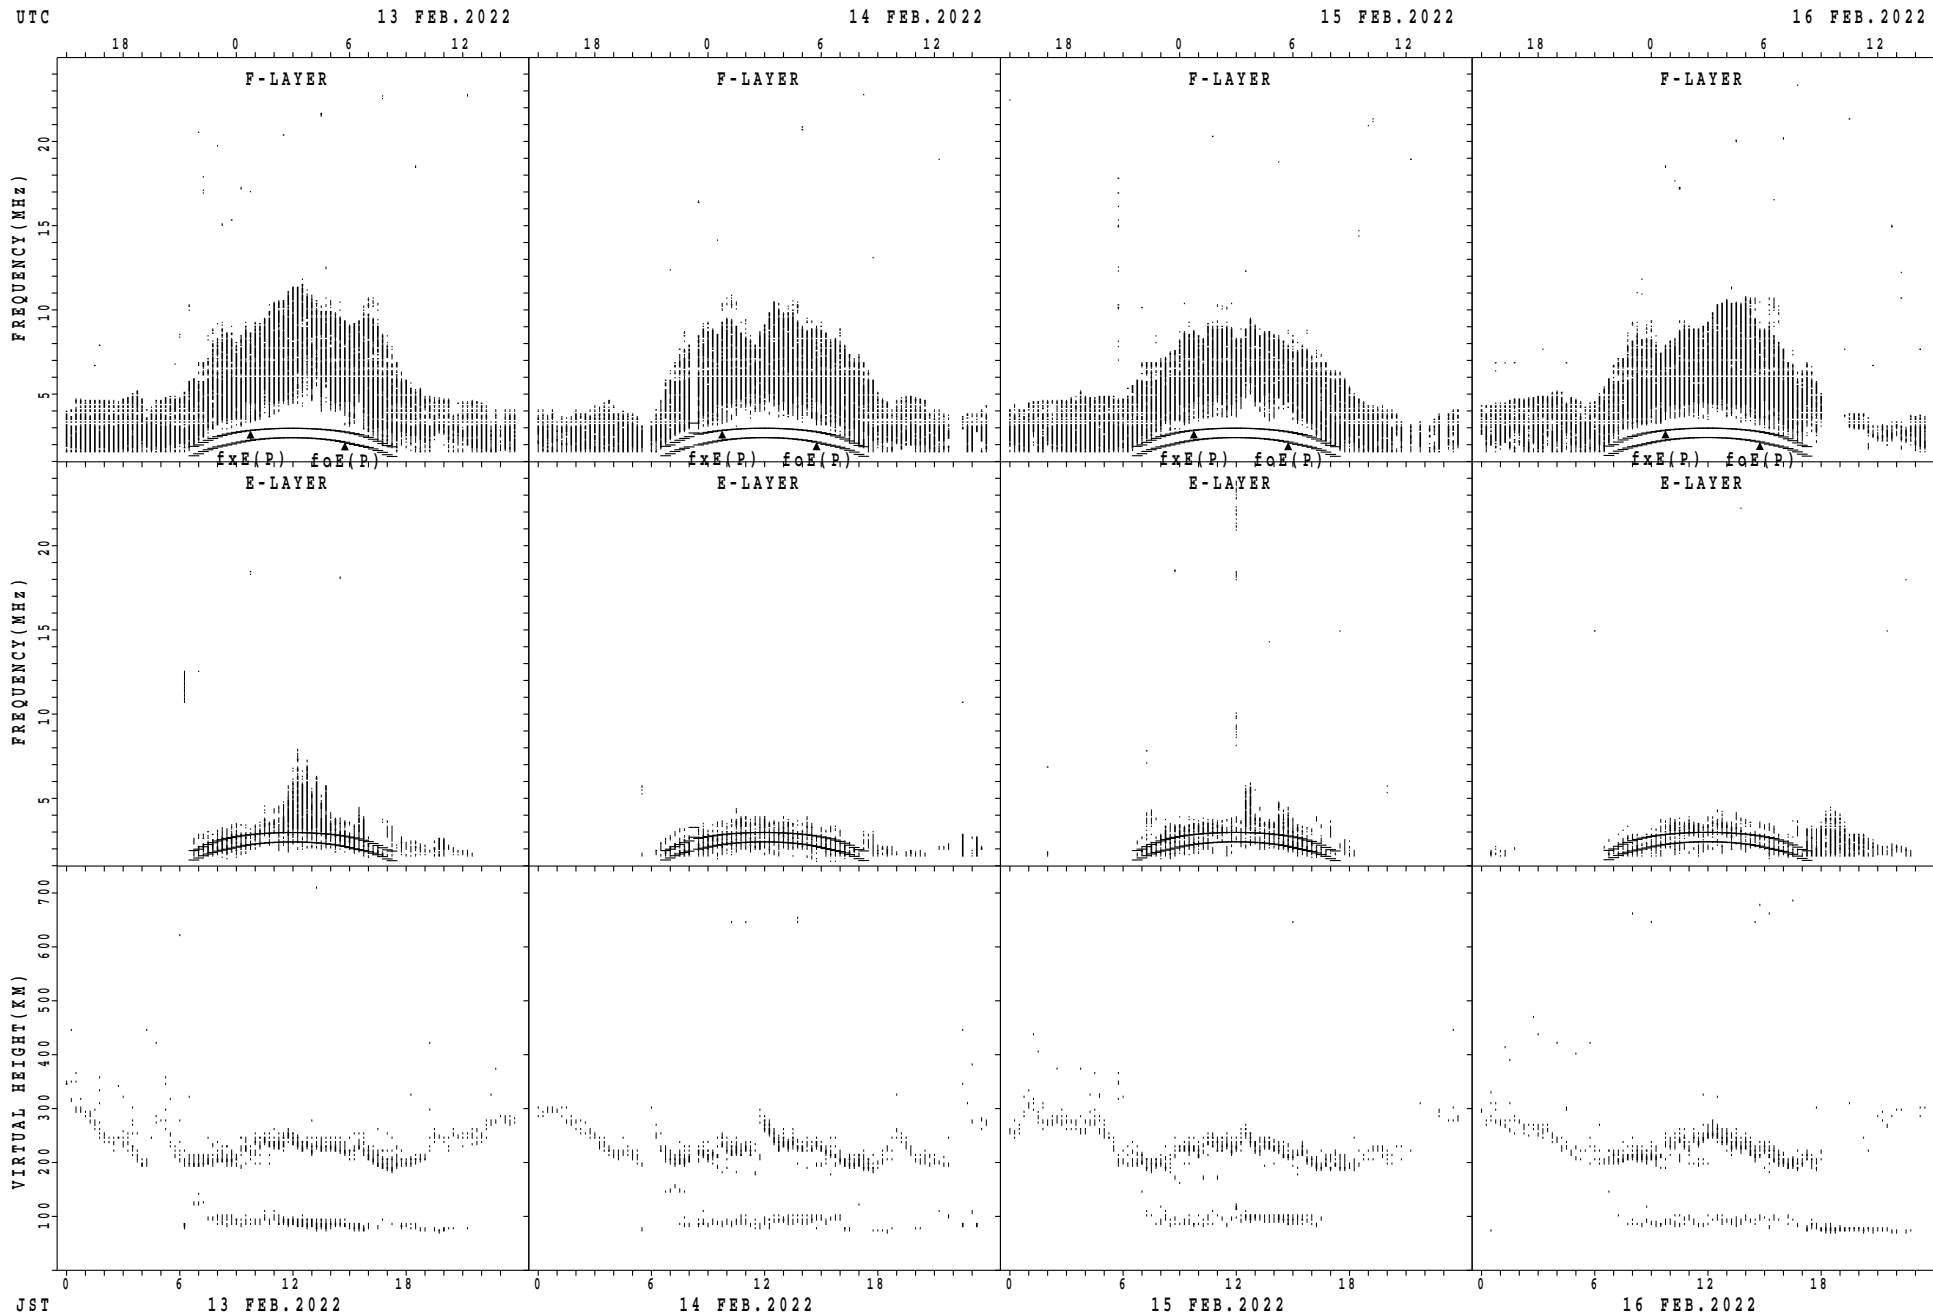 UTC 13 FEB.2022 14 FEB.2022 15 FEB.2022 16 FEB.2022
18 0 6 12 18 0 6 12 18 0 6 12 18 0 6 12
F-LAYER F-LAYER F-LAYER F-LAYER
FREQUENCY(MHz)
20
15
10
5
fxE(P) foE(P) fxE(P) foE(P) fxE(P) foE(P) fxE(P) foE(P)
E-LAYER E-LAYER E-LAYER E-LAYER
FREQUENCY(MHz)
20
15
10
5
VIRTUAL HEIGHT(KM)
700
600
500
400
300
200
100
0 6 12 18 0 6 12 18 0 6 12 18 0 6 12 18
JST 13 FEB.2022 14 FEB.2022 15 FEB.2022 16 FEB.2022